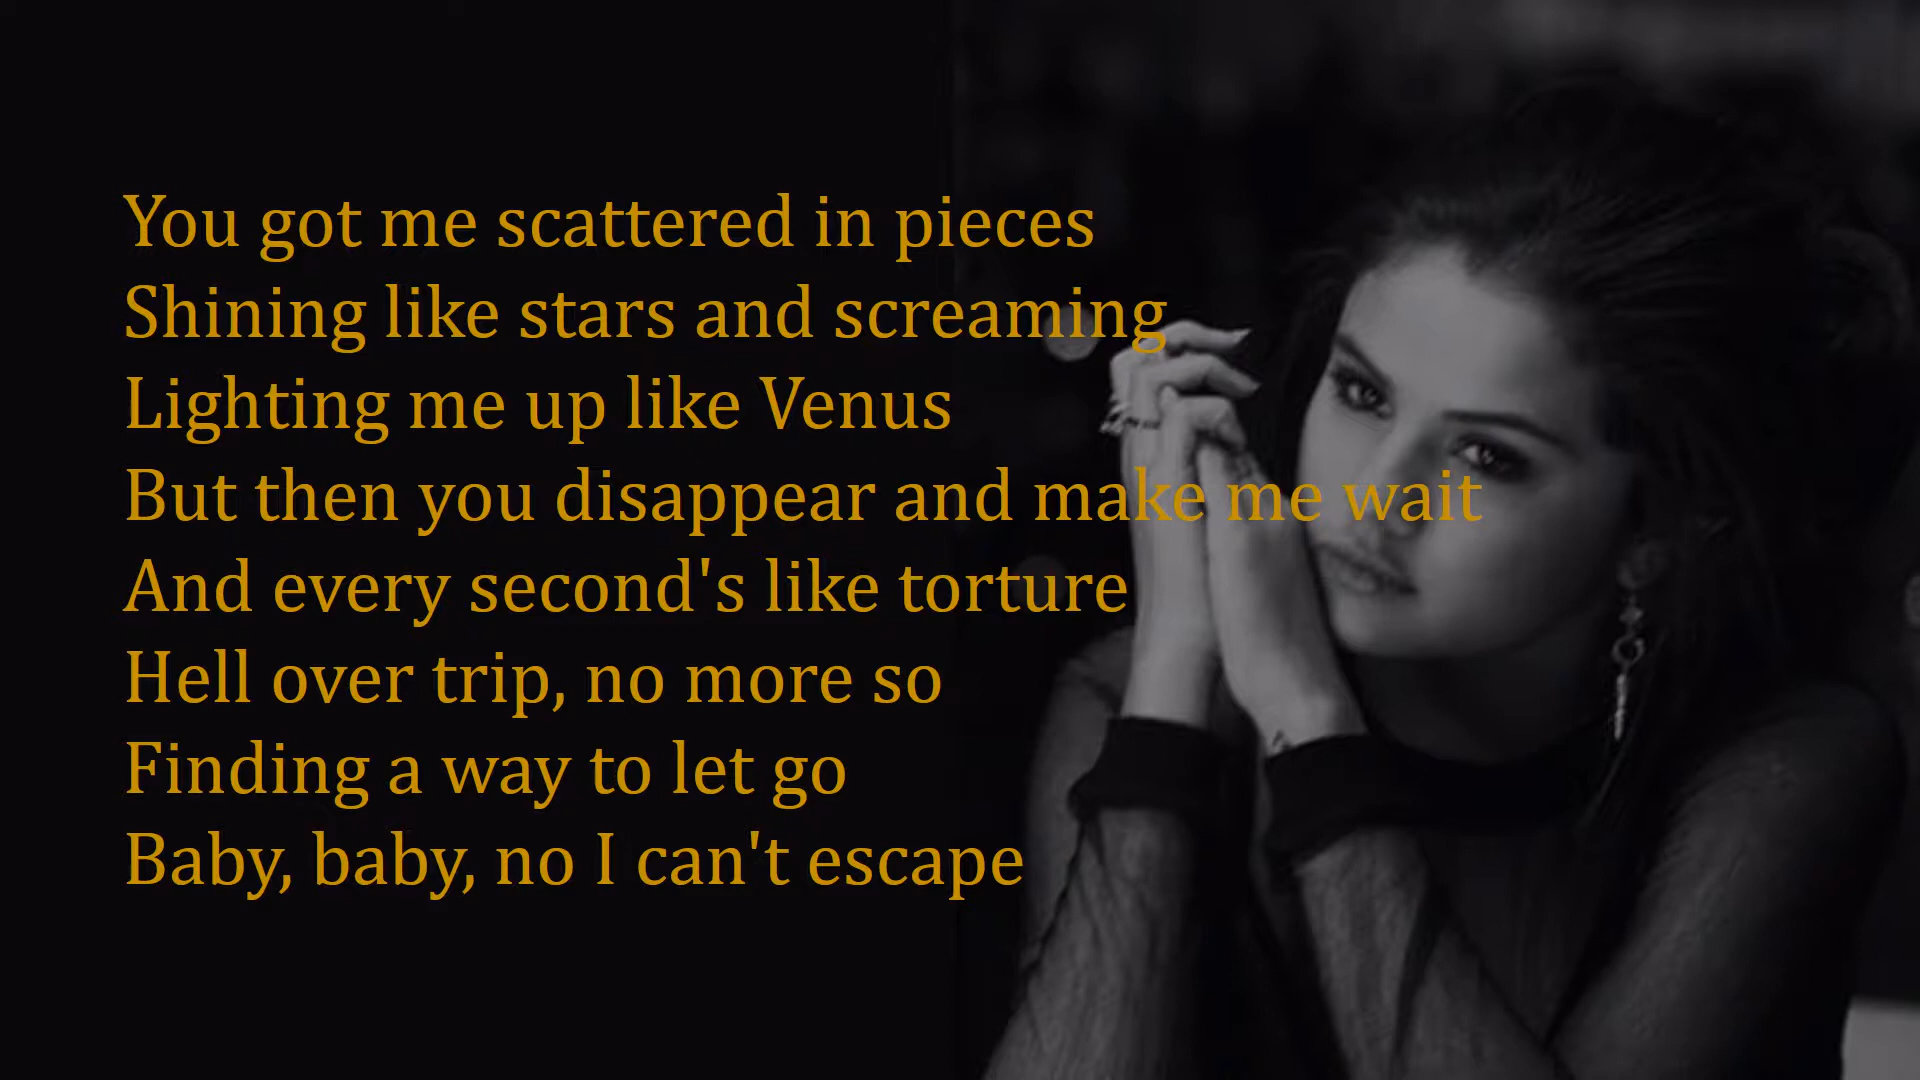 You got me scattered in pieces
Shining like stars and screaming
Lighting me up like Venus
But then you disappear and make me wait
And every second's like torture
Hell over trip, no more so
Finding a way to let go
Baby, baby, no I can't escape